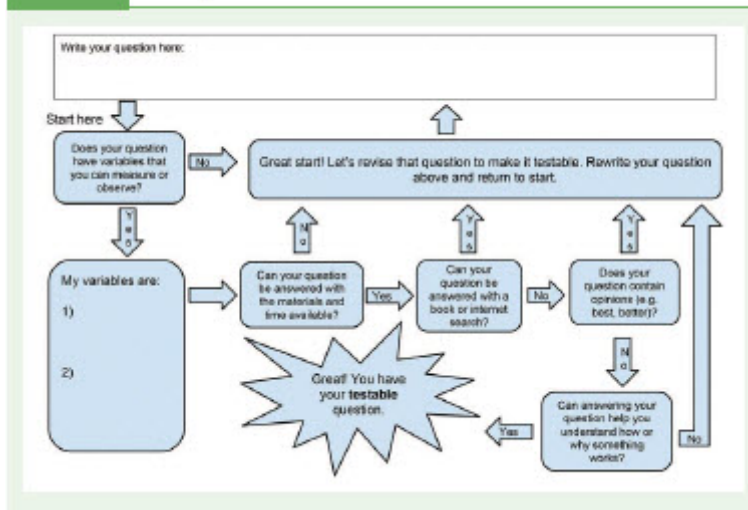 Write your question here:
Start here
Does your question
have variables that
you can measure or
observe?
No
Great start! Let's revise that question to make it testable. Rewrite your question
above and return to start.
Yes
My variables are:
1)
2)
No
Can your question
be answered with
the materials and
time available?
Yes
Yes
Can your
question be
answered with a
book or internet
search?
No
Yes
Does your
question contain
opinions (e.g.
best, better)?
No
Can answering your
question help you
understand how or
why something
works?
No
Yes
Great! You have
your testable
question.